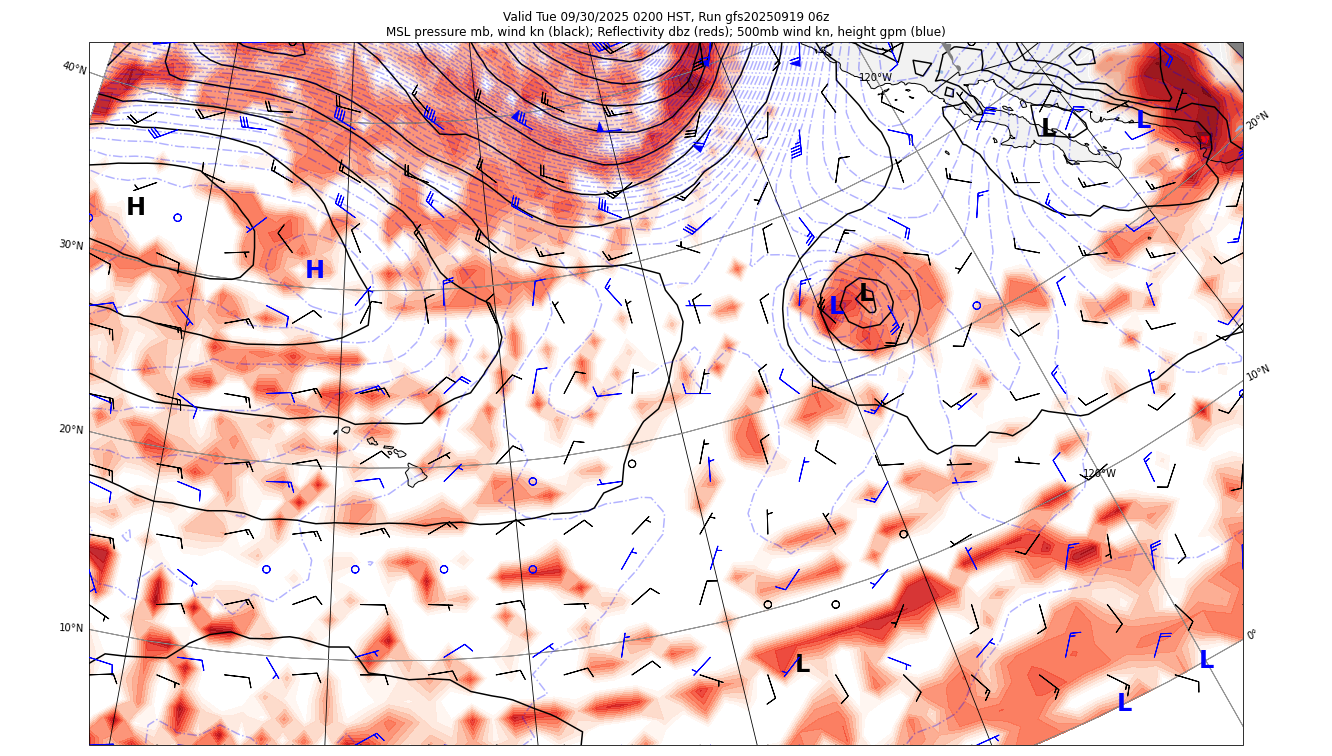 Valid Tue 09/30/2025 0200 HST, Run gfs20250919 06z
MSL pressure mb, wind kn (black); Reflectivity dbz (reds); 500mb wind kn, height gpm (blue)
40°N
120°W
20°N
L
L
H
30°N
H
L
L
10°N
20°N
120°W
10°N
0°
L
L
L